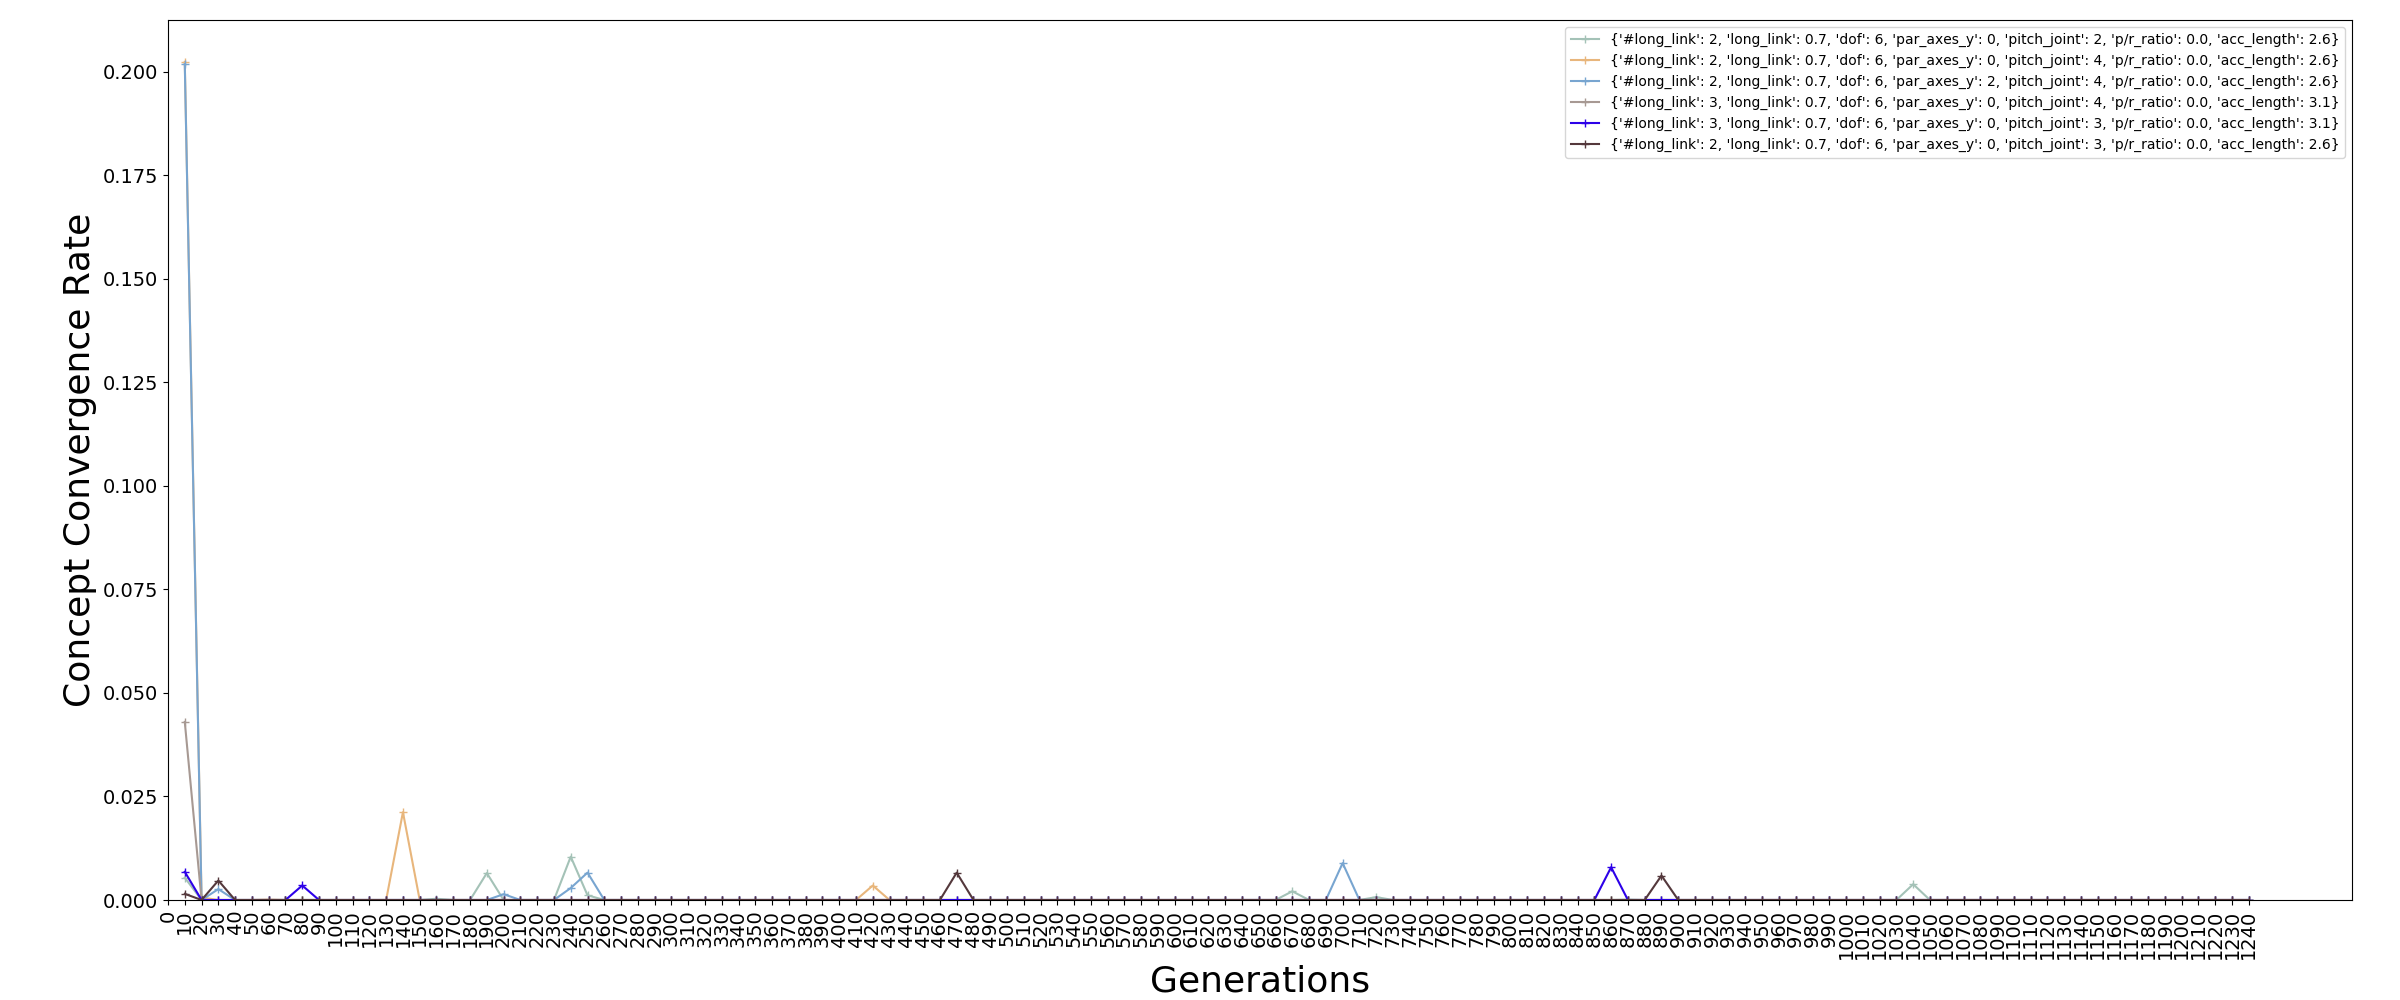 {'#long_link': 2, 'long_link': 0.7, 'dof': 6, 'par_axes_y': 0, 'pitch_joint': 2, 'p/r_ratio': 0.0, 'acc_length': 2.6}
{'#long_link': 2, 'long_link': 0.7, 'dof': 6, 'par_axes_y': 0, 'pitch_joint': 4, 'p/r_ratio': 0.0, 'acc_length': 2.6}
{'#long_link': 2, 'long_link': 0.7, 'dof': 6, 'par_axes_y': 2, 'pitch_joint': 4, 'p/r_ratio': 0.0, 'acc_length': 2.6}
{'#long_link': 3, 'long_link': 0.7, 'dof': 6, 'par_axes_y': 0, 'pitch_joint': 4, 'p/r_ratio': 0.0, 'acc_length': 3.1}
{'#long_link': 3, 'long_link': 0.7, 'dof': 6, 'par_axes_y': 0, 'pitch_joint': 3, 'p/r_ratio': 0.0, 'acc_length': 3.1}
{'#long_link': 2, 'long_link': 0.7, 'dof': 6, 'par_axes_y': 0, 'pitch_joint': 3, 'p/r_ratio': 0.0, 'acc_length': 2.6}
Concept Convergence Rate
0.200
0.175
0.150
0.125
0.100
0.075
0.050
0.025
0.000
0 10 20 30 40 50 60 70 80 90 100 110 120 130 140 150 160 170 180 190 200 210 220 230 240 250 260 270 280 290 300 310 320 330 340 350 360 370 380 390 400 410 420 430 440 450 460 470 480 490 500 510 520 530 540 550 560 570 580 590 600 610 620 630 640 650 660 670 680 690 700 710 720 730 740 750 760 770 780 790 800 810 820 830 840 850 860 870 880 890 900 910 920 930 940 950 960 970 980 990 1000 1010 1020 1030 1040 1050 1060 1070 1080 1090 1100 1110 1120 1130 1140 1150 1160 1170 1180 1190 1200 1210 1220 1230 1240
Generations